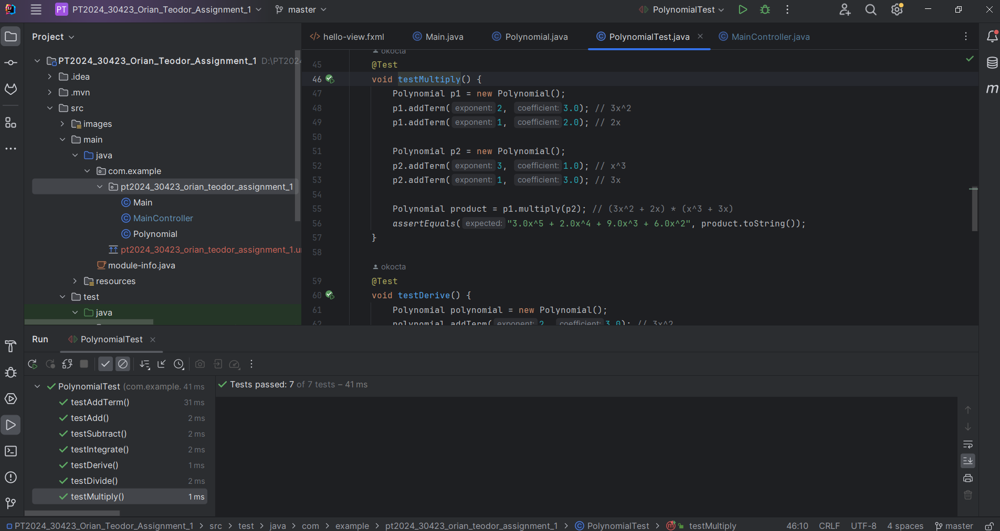 PT PT2024_30423_Orian_Teodor_Assignment_1 master PolynomialTest
Project
PT2024_30423_Orian_Teodor_Assignment_1 D:\PT2024
.idea
.mvn
src
images
main
java
com.example
pt2024_30423_orian_teodor_assignment_1
Main
MainController
Polynomial
pt2024_30423_orian_teodor_assignment_1.u
module-info.java
resources
test
java
hello-view.fxml Main.java Polynomial.java PolynomialTest.java MainController.java
okocta
45 @Test
46 void testMultiply() {
47 Polynomial p1 = new Polynomial();
48 p1.addTerm( exponent: 2, coefficient: 3.0); // 3x^2
49 p1.addTerm( exponent: 1, coefficient: 2.0); // 2x
50
51 Polynomial p2 = new Polynomial();
52 p2.addTerm( exponent: 3, coefficient: 1.0); // x^3
53 p2.addTerm( exponent: 1, coefficient: 3.0); // 3x
54
55 Polynomial product = p1.multiply(p2); // (3x^2 + 2x) * (x^3 + 3x)
56 assertEquals( expected: "3.0x^5 + 2.0x^4 + 9.0x^3 + 6.0x^2", product.toString());
57 }
58
okocta
59 @Test
60 void testDerive() {
61 Polynomial polynomial = new Polynomial();
62 polynomial.addTerm( exponent: 2, coefficient: 3.0); // 3x^2
m
Run PolynomialTest
PolynomialTest (com.example. 41 ms
testAddTerm() 31 ms
testAdd() 2 ms
testSubtract() 2 ms
testIntegrate() 2 ms
testDerive() 1 ms
testDivide() 2 ms
testMultiply() 1 ms
Tests passed: 7 of 7 tests – 41 ms
PT2024_30423_Orian_Teodor_Assignment_1 > src > test > java > com > example > pt2024_30423_orian_teodor_assignment_1 > PolynomialTest > testMultiply 46:10 CRLF UTF-8 4 spaces master